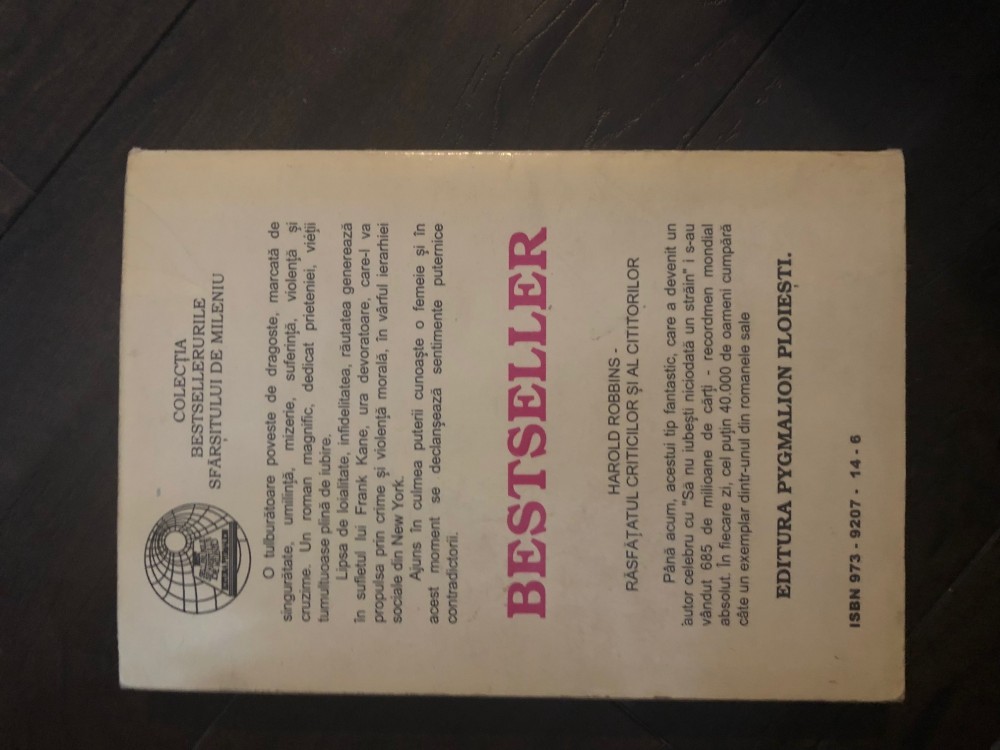 COLECȚIA
BESTSELLERURILE
SFÂRȘITULUI DE MILENIU
O tulburătoare poveste de dragoste, marcată de
singurătate, umilință, mizerie, suferință, violență și
cruzime. Un roman magnific, dedicat prieteniei, vieții
tumultuoase plină de iubire.
Lipsa de loialitate, infidelitatea, răutatea generează
în sufletul lui Frank Kane, ura devoratoare, care-l va
propulsa prin crime și violență morală, în vârful ierarhiei
sociale din New York.
Ajuns în culmea puterii cunoaște o femeie și în
acest moment se declanșează sentimente puternice
contradictorii.
BESTSELLER
HAROLD ROBBINS -
RĂSFĂȚATUL CRITICILOR ȘI AL CITITORILOR
Până acum, acestui tip fantastic, care a devenit un
autor celebru cu "Să nu iubești niciodată un străin" i s-au
vândut 685 de milioane de cărți - recordmen mondial
absolut. În fiecare zi, cel puțin 40.000 de oameni cumpără
câte un exemplar dintr-unul din romanele sale
EDITURA PYGMALION PLOIEȘTI.
ISBN 973 - 9207 - 14 - 6